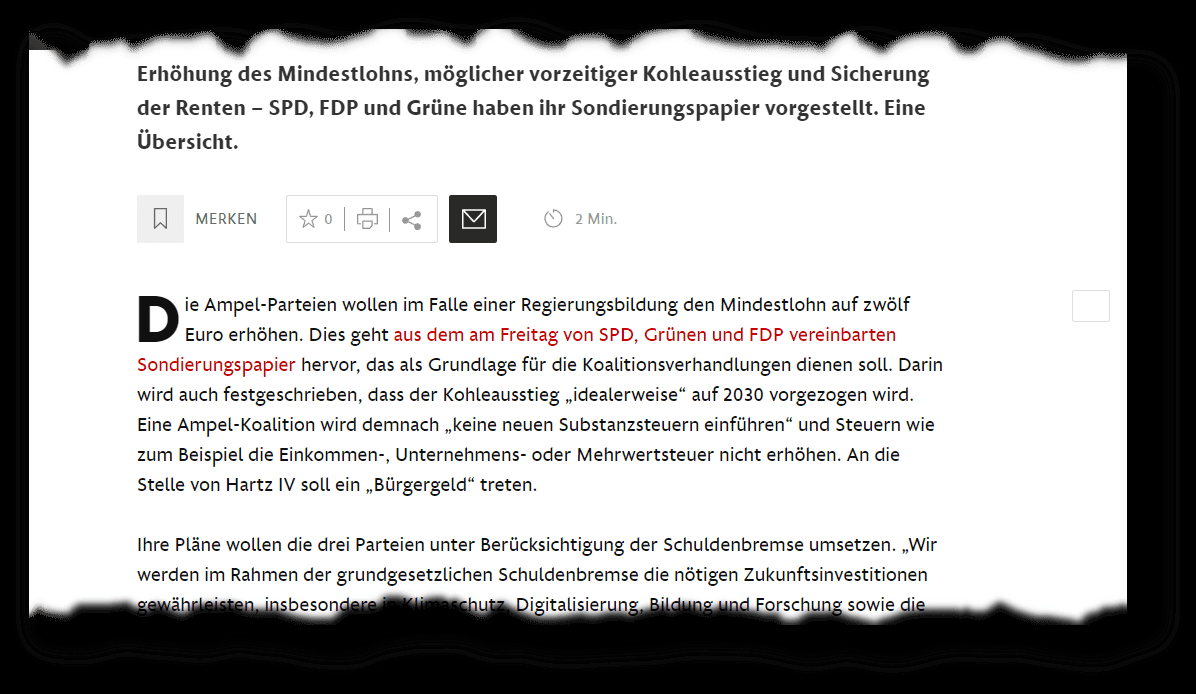 Erhöhung des Mindestlohns, möglicher vorzeitiger Kohleausstieg und Sicherung
der Renten – SPD, FDP und Grüne haben ihr Sondierungspapier vorgestellt. Eine
Übersicht.
MERKEN 0 2 Min.
Die Ampel-Parteien wollen im Falle einer Regierungsbildung den Mindestlohn auf zwölf
Euro erhöhen. Dies geht aus dem am Freitag von SPD, Grünen und FDP vereinbarten
Sondierungspapier hervor, das als Grundlage für die Koalitionsverhandlungen dienen soll. Darin
wird auch festgeschrieben, dass der Kohleausstieg „idealerweise“ auf 2030 vorgezogen wird.
Eine Ampel-Koalition wird demnach „keine neuen Substanzsteuern einführen“ und Steuern wie
zum Beispiel die Einkommen-, Unternehmens- oder Mehrwertsteuer nicht erhöhen. An die
Stelle von Hartz IV soll ein „Bürgergeld“ treten.
Ihre Pläne wollen die drei Parteien unter Berücksichtigung der Schuldenbremse umsetzen. „Wir
werden im Rahmen der grundgesetzlichen Schuldenbremse die nötigen Zukunftsinvestitionen
gewährleisten, insbesondere in Klimaschutz, Digitalisierung, Bildung und Forschung sowie die